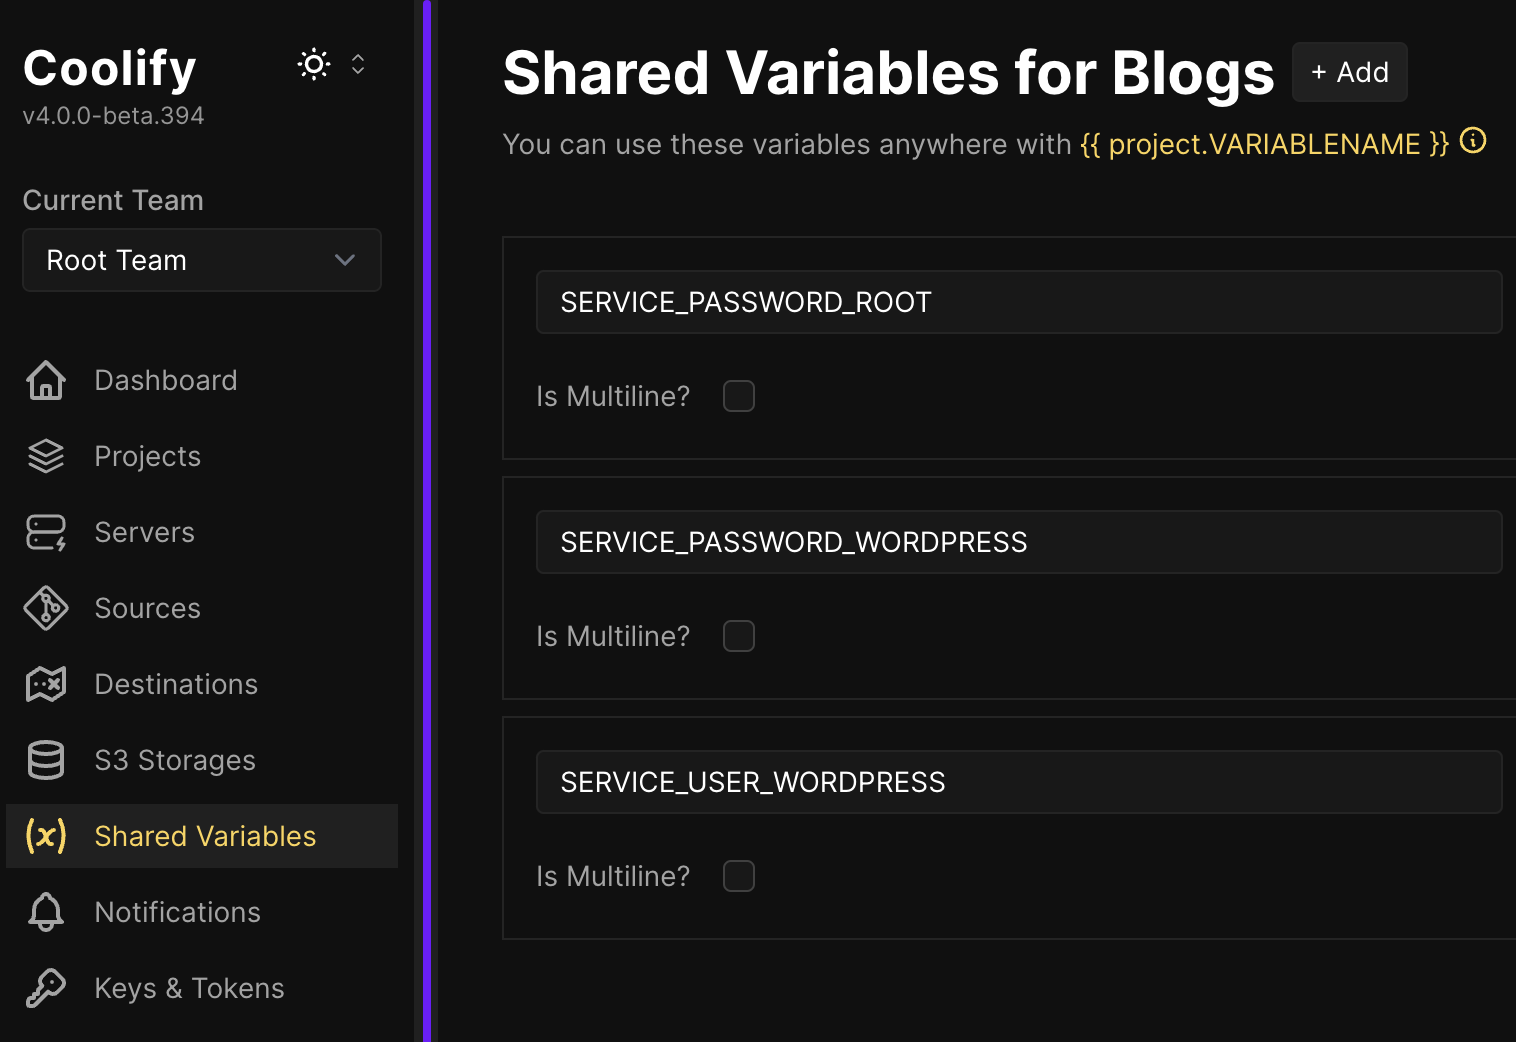 Coolify
v4.0.0-beta.394
Current Team
Root Team
Dashboard
Projects
Servers
Sources
Destinations
S3 Storages
Shared Variables
Notifications
Keys & Tokens
Shared Variables for Blogs
+ Add
You can use these variables anywhere with {{ project.VARIABLENAME }}
SERVICE_PASSWORD_ROOT
Is Multiline?
SERVICE_PASSWORD_WORDPRESS
Is Multiline?
SERVICE_USER_WORDPRESS
Is Multiline?